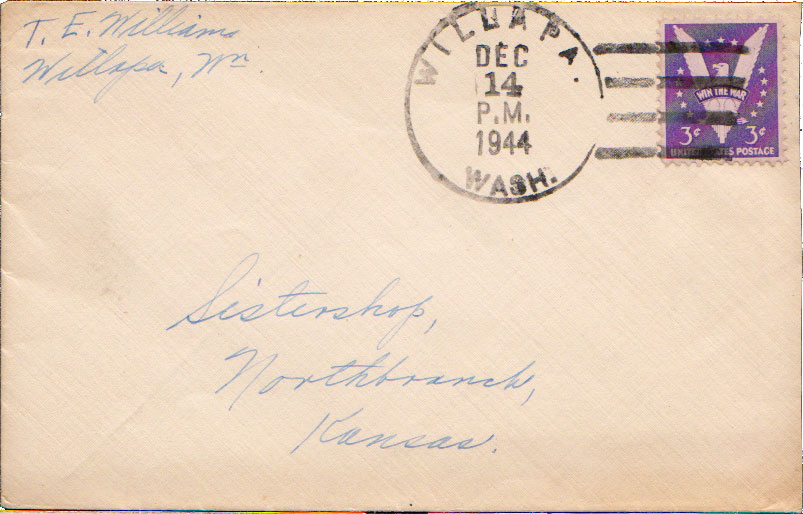 T. E. Williams
Willapa, Wn.
WILLAPA.
DEC
14
P.M.
1944
WASH.
WIN THE WAR
3¢ 3¢
UNITED STATES POSTAGE
Sistershop,
Northbranch,
Kansas.